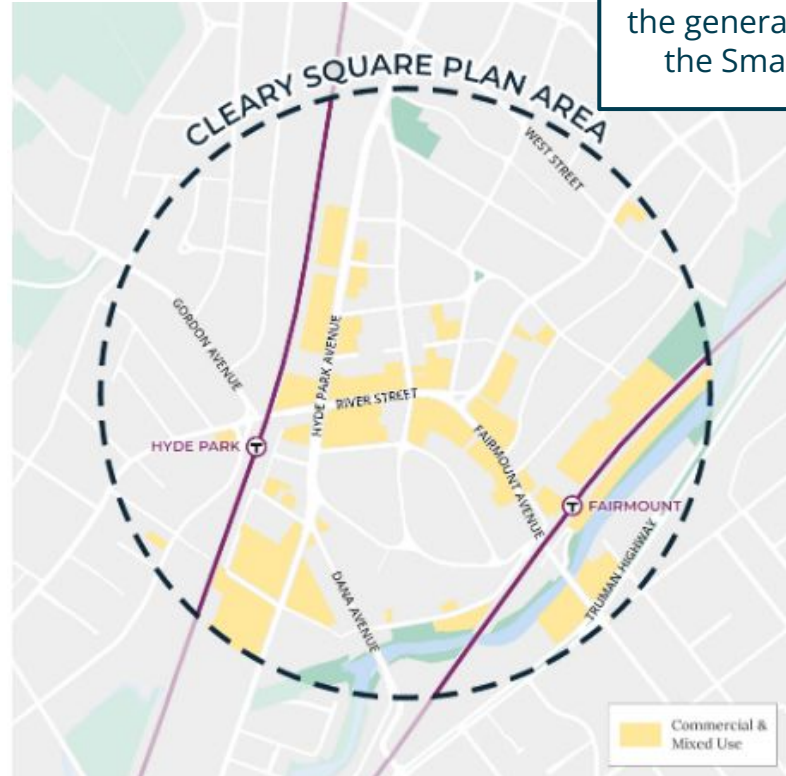 the genera
the Sma
CLEARY SQUARE PLAN AREA
WEST STREET
GORDON AVENUE
HYDE PARK AVENUE
RIVER STREET
HYDE PARK T
FAIRMOUNT AVENUE
T FAIRMOUNT
TRUMAN HIGHWAY
DANA AVENUE
Commercial &
Mixed Use